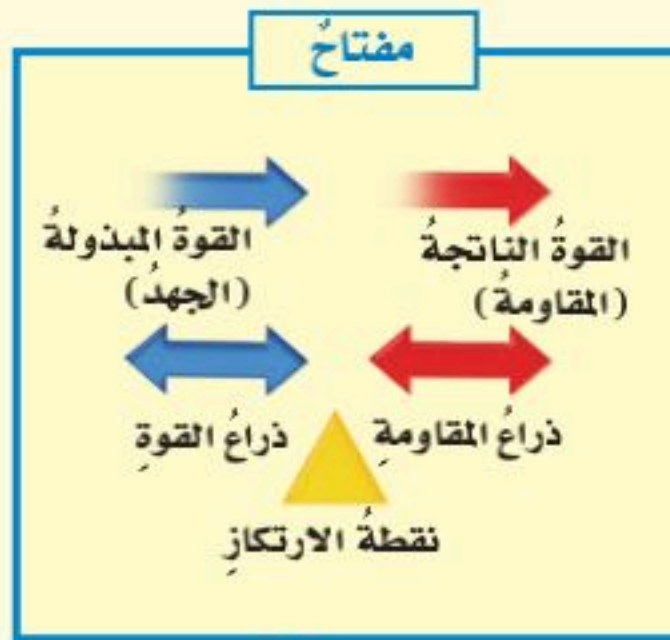 مفتاحٌ
القوةُ الناتجةُ
(المقاومةُ)
القوةُ المبذولةُ
(الجهدُ)
ذراعُ المقاومةِ
ذراعُ القوةِ
نقطةُ الارتكازِ